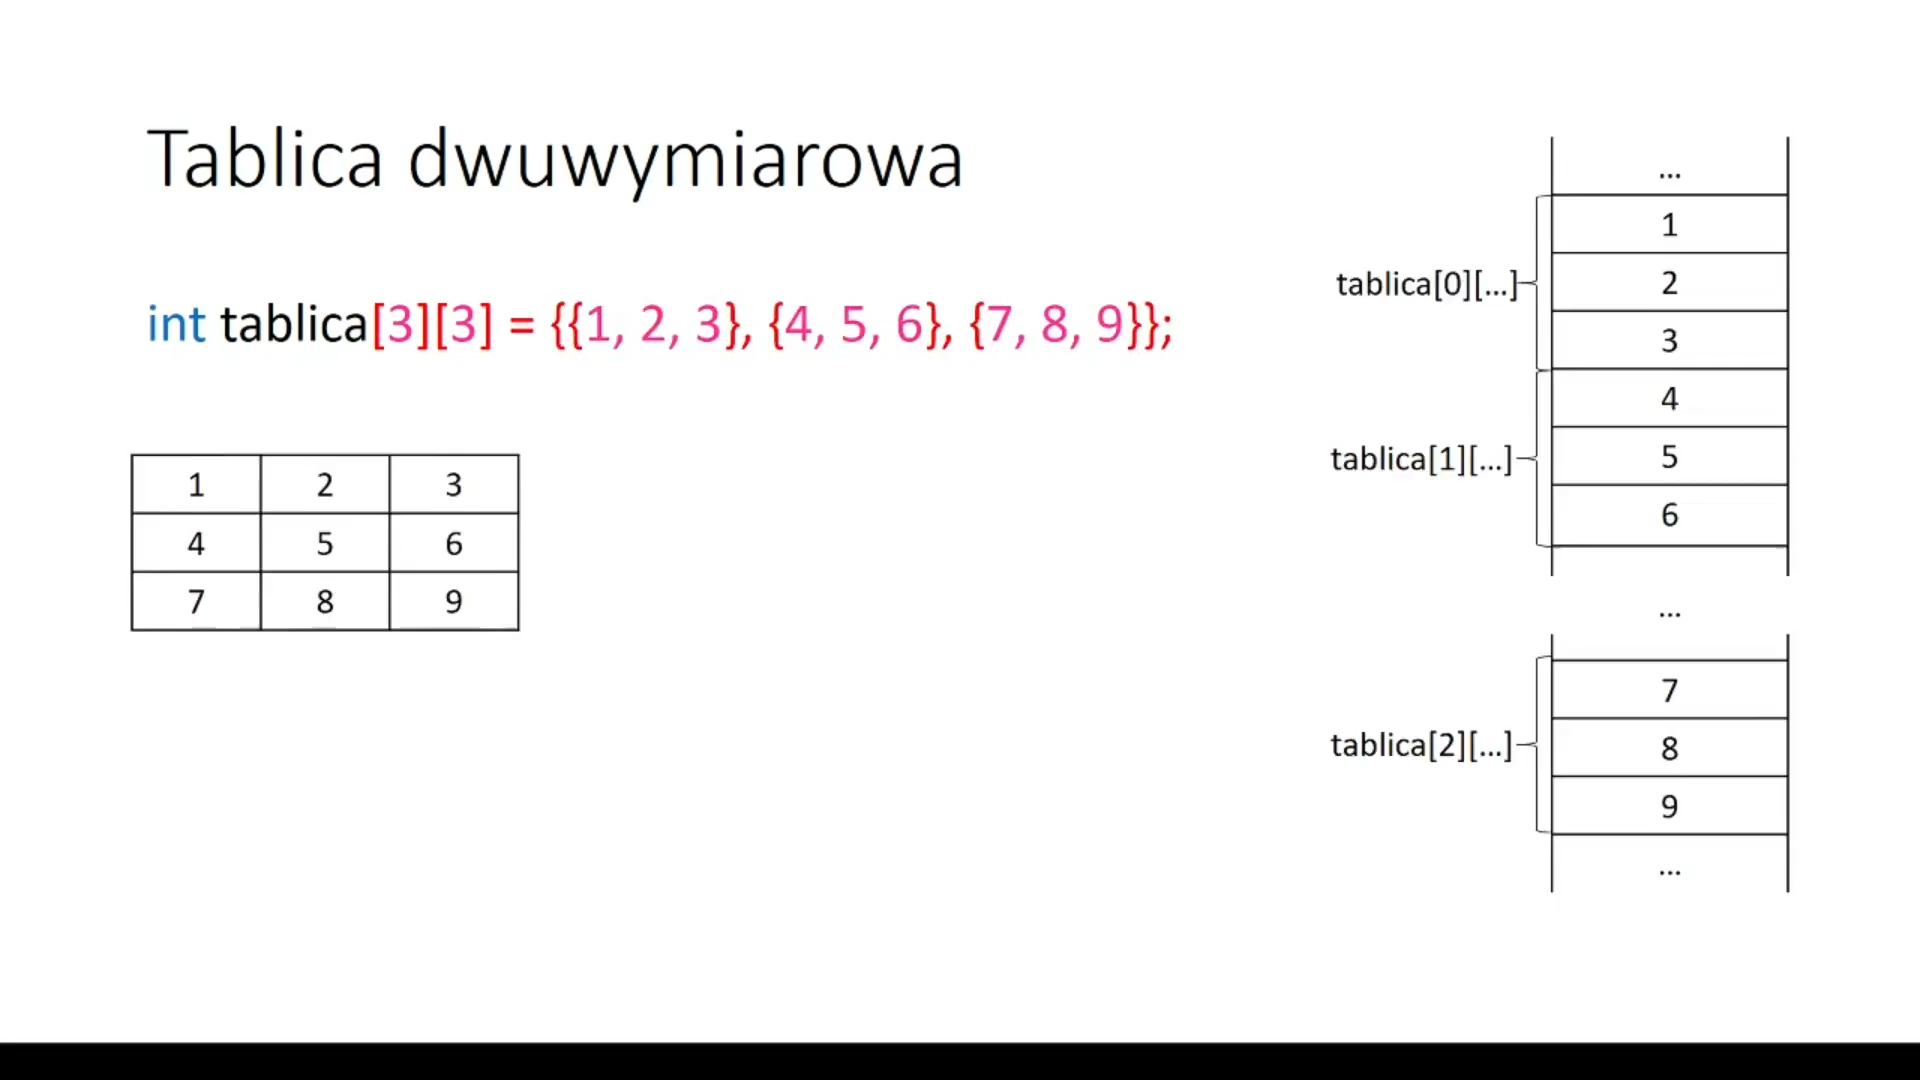 Tablica dwuwymiarowa
int tablica[3][3] = {{1, 2, 3}, {4, 5, 6}, {7, 8, 9}};
1 2 3
4 5 6
7 8 9
...
1
tablica[0][...] 2
3
4
tablica[1][...] 5
6
...
7
tablica[2][...] 8
9
...